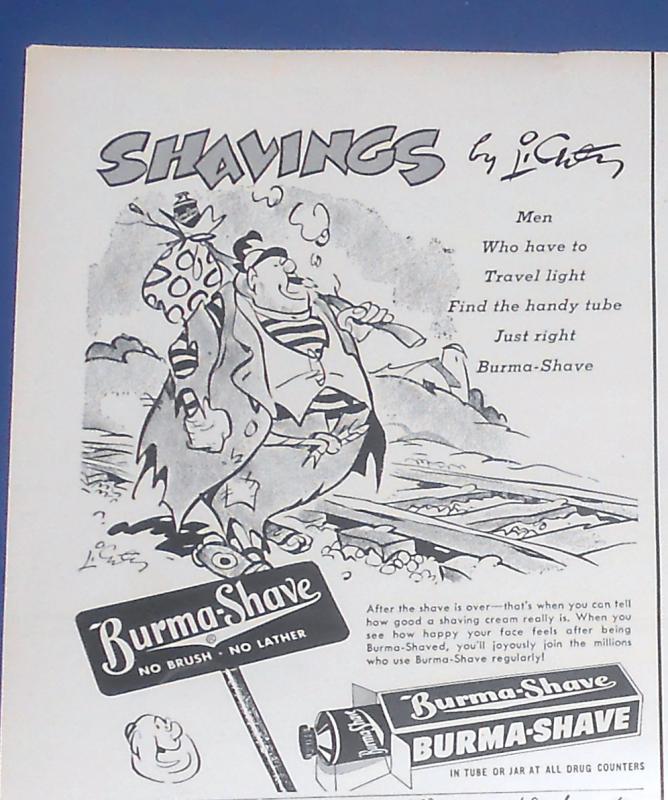 SHAVINGS by Lichty
Men
Who have to
Travel light
Find the handy tube
Just right
Burma-Shave
Lichty
Burma-Shave
®
NO BRUSH · NO LATHER
After the shave is over—that's when you can tell
how good a shaving cream really is. When you
see how happy your face feels after being
Burma-Shaved, you'll joyously join the millions
who use Burma-Shave regularly!
Burma-Shave
Burma-Shave
BURMA-SHAVE
IN TUBE OR JAR AT ALL DRUG COUNTERS